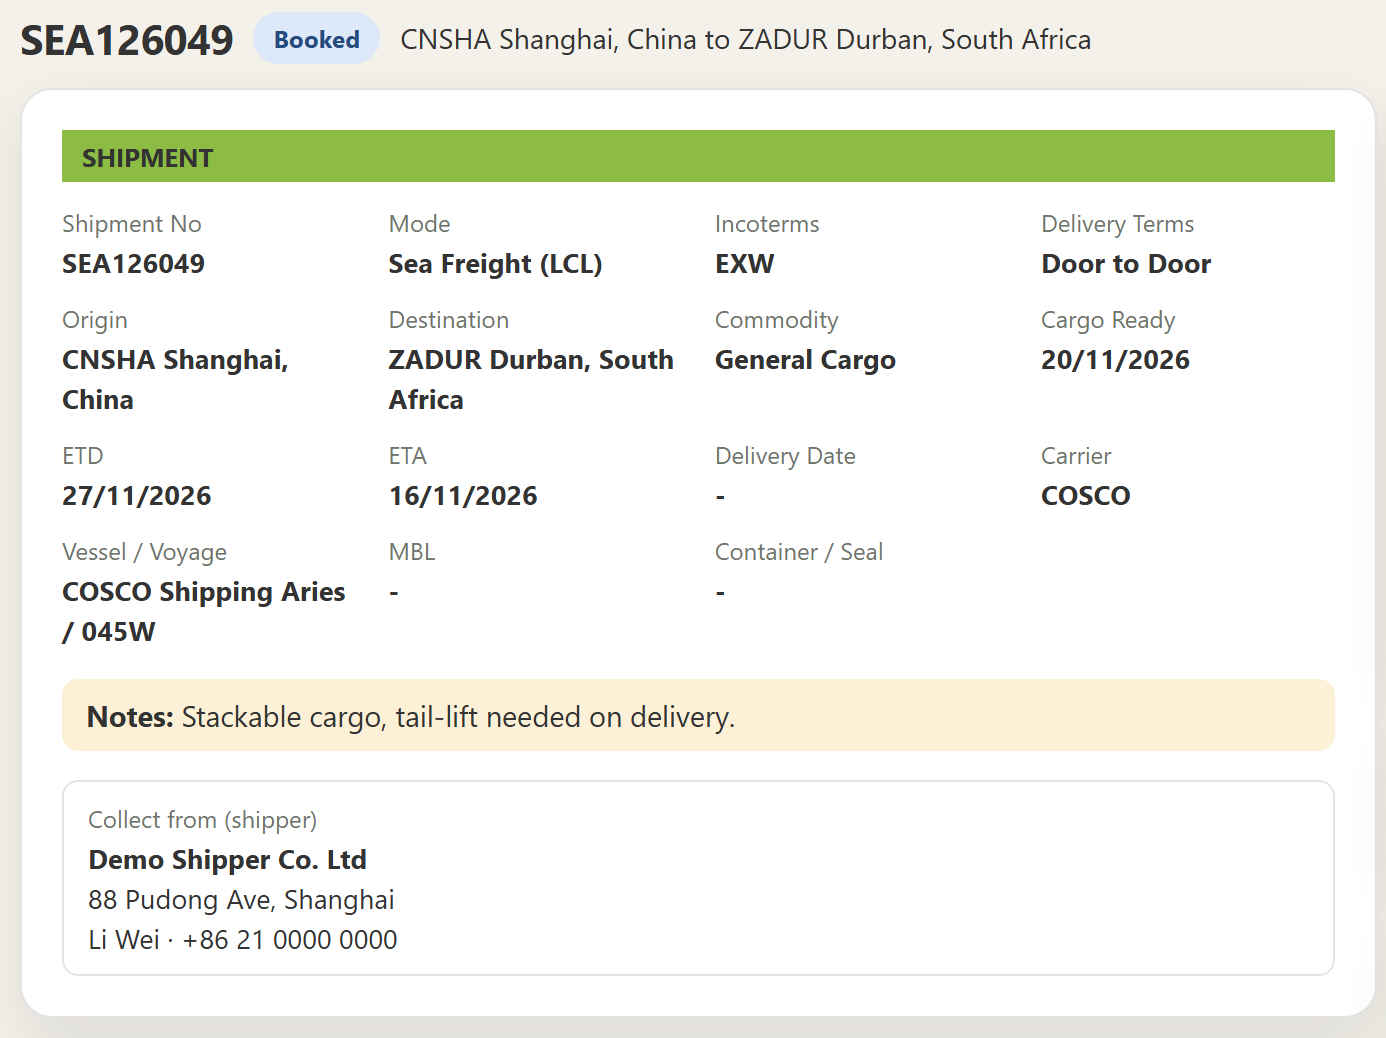 SEA126049 Booked CNSHA Shanghai, China to ZADUR Durban, South Africa
SHIPMENT
Shipment No
SEA126049
Mode
Sea Freight (LCL)
Incoterms
EXW
Delivery Terms
Door to Door
Origin
CNSHA Shanghai,
China
Destination
ZADUR Durban, South
Africa
Commodity
General Cargo
Cargo Ready
20/11/2026
ETD
27/11/2026
ETA
16/11/2026
Delivery Date
-
Carrier
COSCO
Vessel / Voyage
COSCO Shipping Aries
/ 045W
MBL
-
Container / Seal
-
Notes: Stackable cargo, tail-lift needed on delivery.
Collect from (shipper)
Demo Shipper Co. Ltd
88 Pudong Ave, Shanghai
Li Wei · +86 21 0000 0000